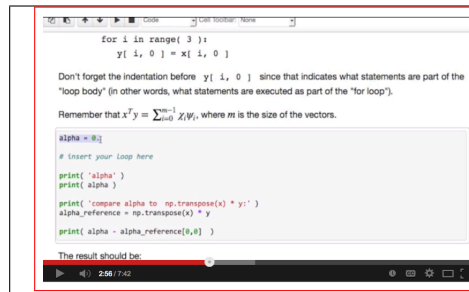 Code
Cell Toolbar: None
for i in range( 3 ):
y[ i, 0 ] = x[ i, 0 ]
Don't forget the indentation before y[ i, 0 ] since that indicates what statements are part of the
"loop body" (in other words, what statements are executed as part of the "for loop").
Remember that xᵀy = ∑ᵢ₌₀ᵐ⁻¹ χᵢψᵢ, where m is the size of the vectors.
alpha = 0.
# insert your loop here
print( 'alpha' )
print( alpha )
print( 'compare alpha to np.transpose(x) * y:' )
alpha_reference = np.transpose(x) * y
print( alpha - alpha_reference[0,0] )
The result should be:
2:56 / 7:42